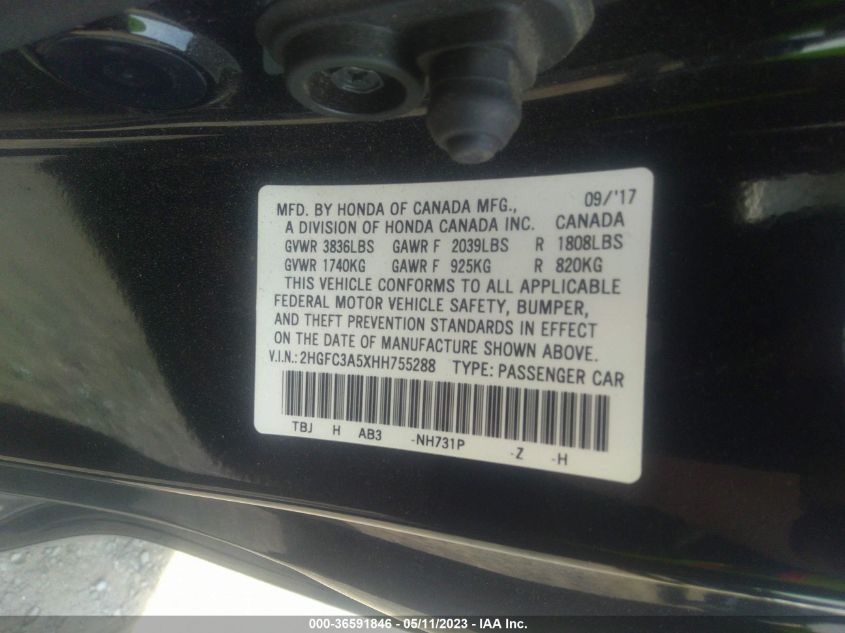 09/'17
MFD. BY HONDA OF CANADA MFG.,
A DIVISION OF HONDA CANADA INC. CANADA
GVWR 3836LBS GAWR F 2039LBS R 1808LBS
GVWR 1740KG GAWR F 925KG R 820KG
THIS VEHICLE CONFORMS TO ALL APPLICABLE
FEDERAL MOTOR VEHICLE SAFETY, BUMPER,
AND THEFT PREVENTION STANDARDS IN EFFECT
ON THE DATE OF MANUFACTURE SHOWN ABOVE.
V.I.N.: 2HGFC3A5XHH755288 TYPE: PASSENGER CAR
TBJ H AB3 -NH731P -Z -H
000-36591846 - 05/11/2023 - IAA Inc.